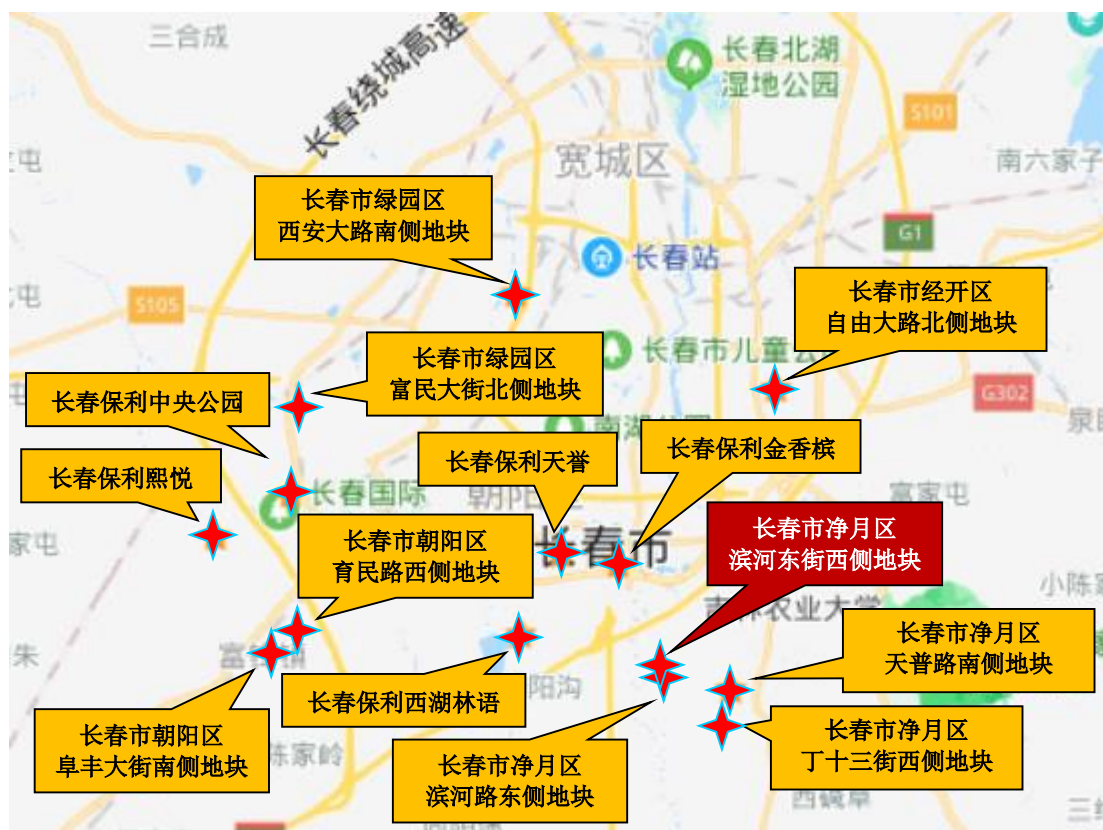 三合成
长春绕城高速
长春北湖
湿地公园
S101
宽城区
南六家子
屯
长春市绿园区
西安大路南侧地块
G1
长春站
屯
S105
长春市经开区
自由大路北侧地块
长春市绿园区
富民大街北侧地块
长春市儿童公
G302
长春保利中央公园
南湖
长春保利天誉
长春保利金香槟
长春保利熙悦
长春国际
朝阳
富家屯
家屯
长春市朝阳区
育民路西侧地块
长春市
长春市净月区
滨河东街西侧地块
小陈家
吉林农业大学
长春市净月区
天普路南侧地块
朱
富锋镇
长春保利西湖林语
阳沟
长春市朝阳区
阜丰大街南侧地块
陈家岭
长春市净月区
滨河路东侧地块
长春市净月区
丁十三街西侧地块
西碱草